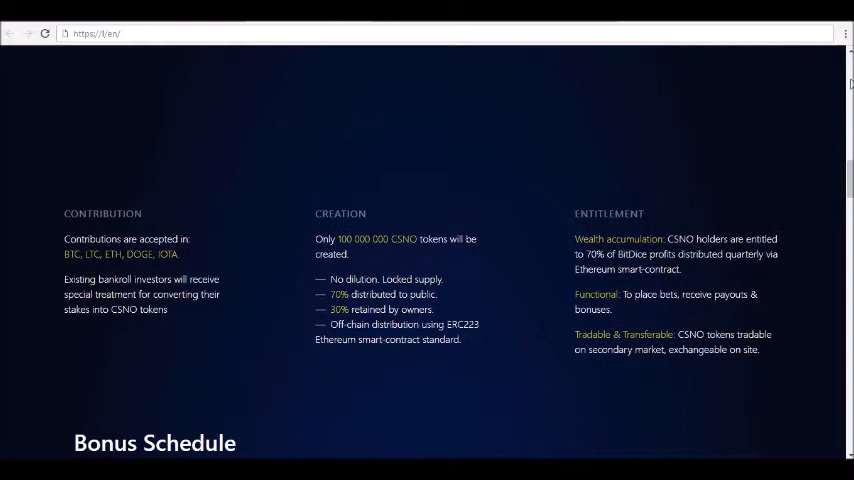 https://l/en/
CONTRIBUTION
Contributions are accepted in:
BTC, LTC, ETH, DOGE, IOTA.
Existing bankroll investors will receive
special treatment for converting their
stakes into CSNO tokens
CREATION
Only 100 000 000 CSNO tokens will be
created.
— No dilution. Locked supply.
— 70% distributed to public.
— 30% retained by owners.
— Off-chain distribution using ERC223
Ethereum smart-contract standard.
ENTITLEMENT
Wealth accumulation: CSNO holders are entitled
to 70% of BitDice profits distributed quarterly via
Ethereum smart-contract.
Functional: To place bets, receive payouts &
bonuses.
Tradable & Transferable: CSNO tokens tradable
on secondary market, exchangeable on site.
Bonus Schedule